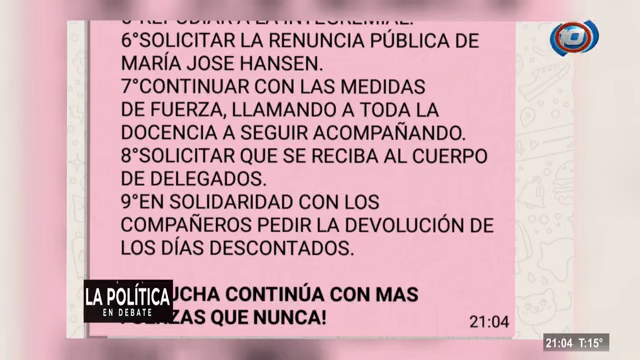 6°SOLICITAR LA RENUNCIA PÚBLICA DE
MARÍA JOSE HANSEN.
7°CONTINUAR CON LAS MEDIDAS
DE FUERZA, LLAMANDO A TODA LA
DOCENCIA A SEGUIR ACOMPAÑANDO.
8°SOLICITAR QUE SE RECIBA AL CUERPO
DE DELEGADOS.
9°EN SOLIDARIDAD CON LOS
COMPAÑEROS PEDIR LA DEVOLUCIÓN DE
LOS DÍAS DESCONTADOS.
CONTINÚA CON MAS
QUE NUNCA!
21:04
LA POLÍTICA
EN DEBATE
10
21:04 T:15°